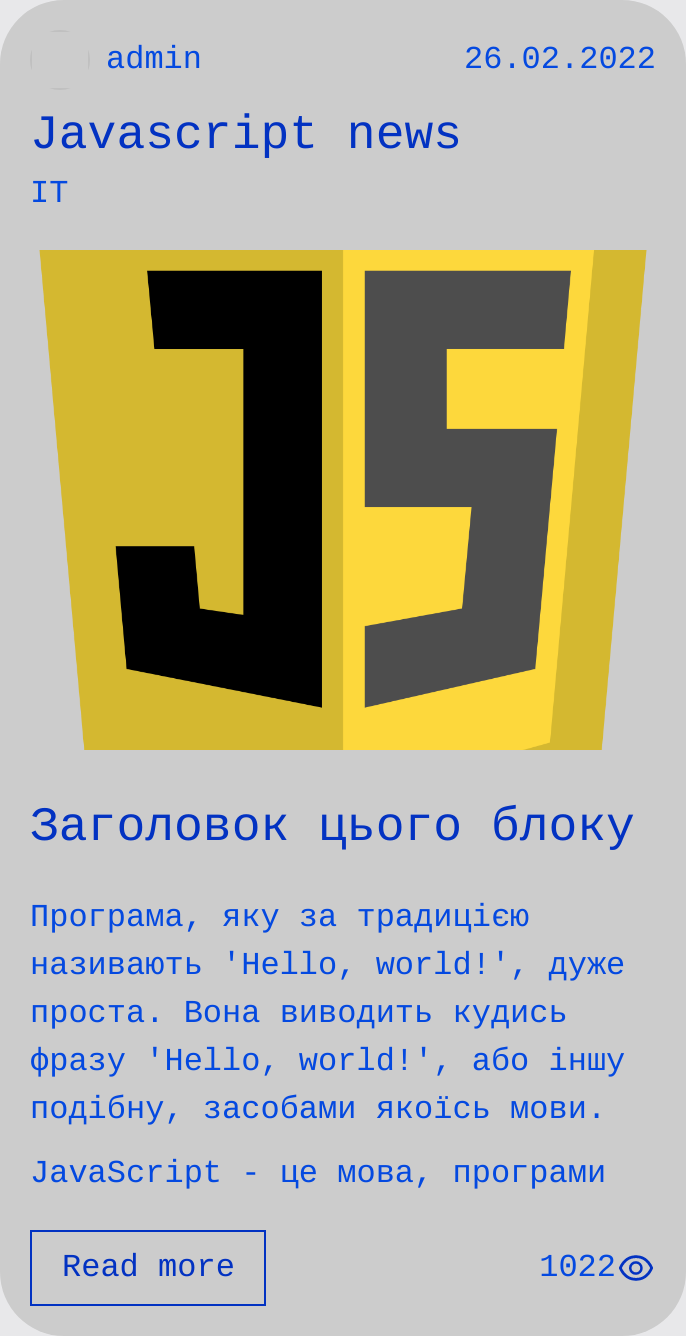 admin 26.02.2022
Javascript news
IT
JS
Заголовок цього блоку
Програма, яку за традицією
називають 'Hello, world!', дуже
проста. Вона виводить кудись
фразу 'Hello, world!', або іншу
подібну, засобами якоїсь мови.
JavaScript - це мова, програми
Read more 1022